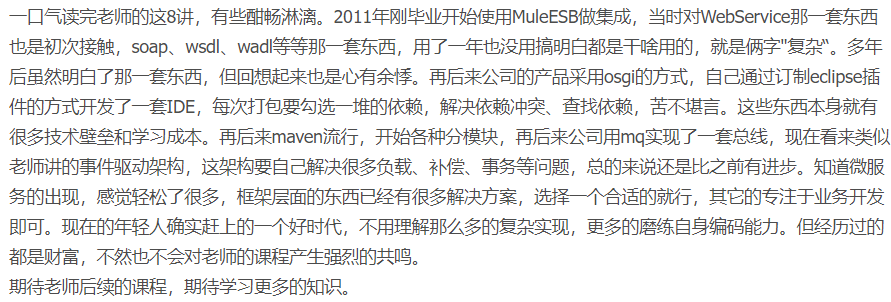 一口气读完老师的这8讲，有些酣畅淋漓。2011年刚毕业开始使用MuleESB做集成，当时对WebService那一套东西
也是初次接触，soap、wsdl、wadl等等那一套东西，用了一年也没用搞明白都是干啥用的，就是俩字"复杂“。多年
后虽然明白了那一套东西，但回想起来也是心有余悸。再后来公司的产品采用osgi的方式，自己通过订制eclipse插
件的方式开发了一套IDE，每次打包要勾选一堆的依赖，解决依赖冲突、查找依赖，苦不堪言。这些东西本身就有
很多技术壁垒和学习成本。再后来maven流行，开始各种分模块，再后来公司用mq实现了一套总线，现在看来类似
老师讲的事件驱动架构，这架构要自己解决很多负载、补偿、事务等问题，总的来说还是比之前有进步。知道微服
务的出现，感觉轻松了很多，框架层面的东西已经有很多解决方案，选择一个合适的就行，其它的专注于业务开发
即可。现在的年轻人确实赶上的一个好时代，不用理解那么多的复杂实现，更多的磨练自身编码能力。但经历过的
都是财富，不然也不会对老师的课程产生强烈的共鸣。
期待老师后续的课程，期待学习更多的知识。